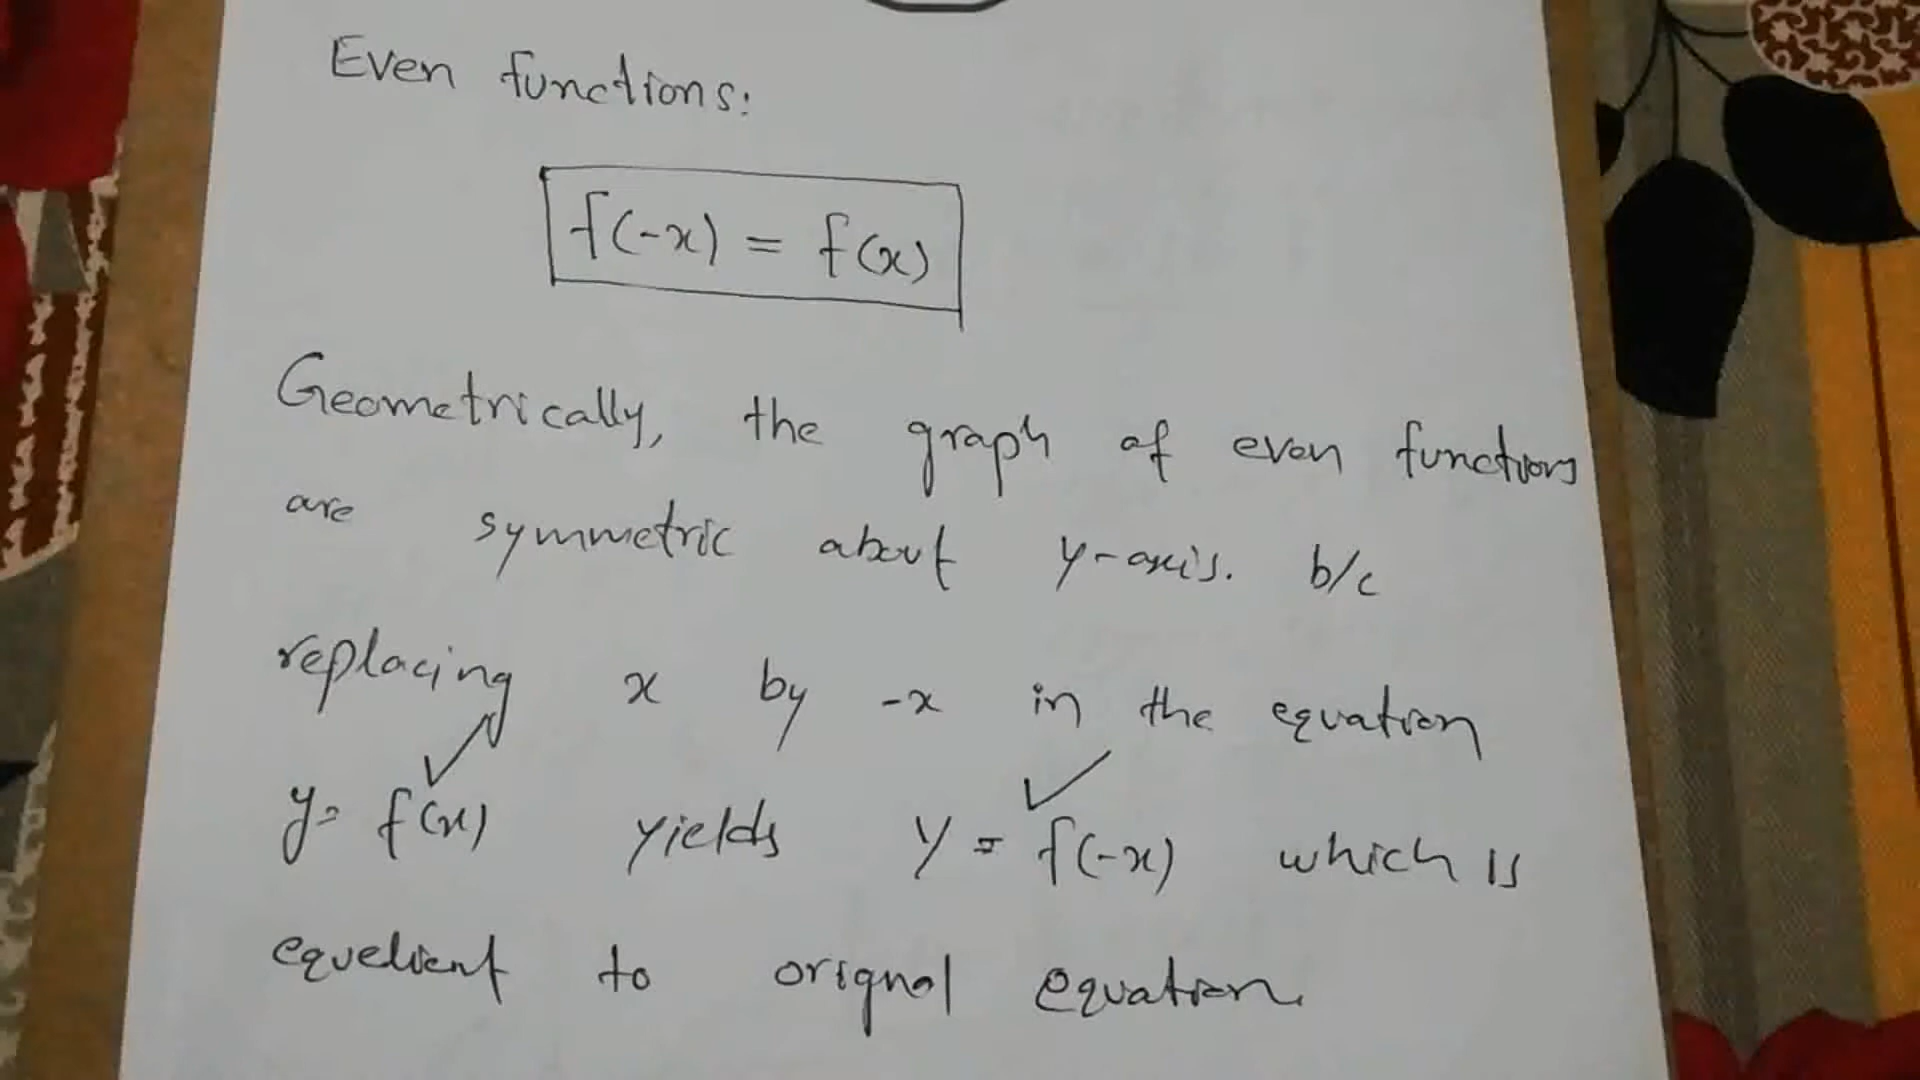 Even functions:
f(-x) = f(x)
Geometrically, the graph of even functions
are symmetric about y-axis. b/c
replacing x by -x in the equation
y = f(x) yields y = f(-x) which is
equelient to orignal equation.